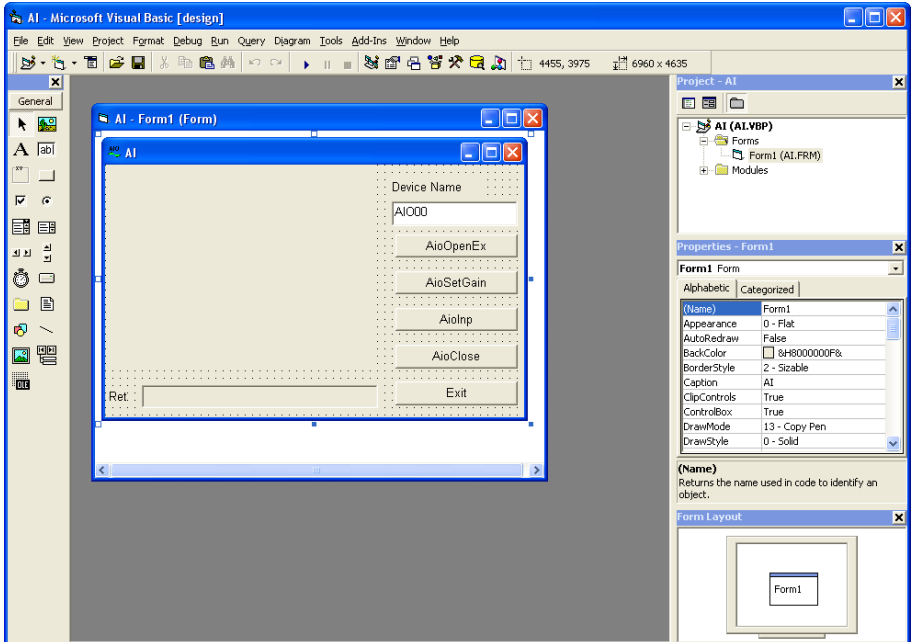 AI - Microsoft Visual Basic [design]
File Edit View Project Format Debug Run Query Diagram Tools Add-Ins Window Help
4455, 3975 6960 x 4635
General
A ab|
OLE
AI - Form1 (Form)
AI
Device Name
AIO00
AioOpenEx
AioSetGain
AioInp
AioClose
Exit
Ret:
Project - AI
AI (AI.VBP)
Forms
Form1 (AI.FRM)
Modules
Properties - Form1
Form1 Form
Alphabetic Categorized
(Name) Form1
Appearance 0 - Flat
AutoRedraw False
BackColor &H8000000F&
BorderStyle 2 - Sizable
Caption AI
ClipControls True
ControlBox True
DrawMode 13 - Copy Pen
DrawStyle 0 - Solid
(Name)
Returns the name used in code to identify an
object.
Form Layout
Form1